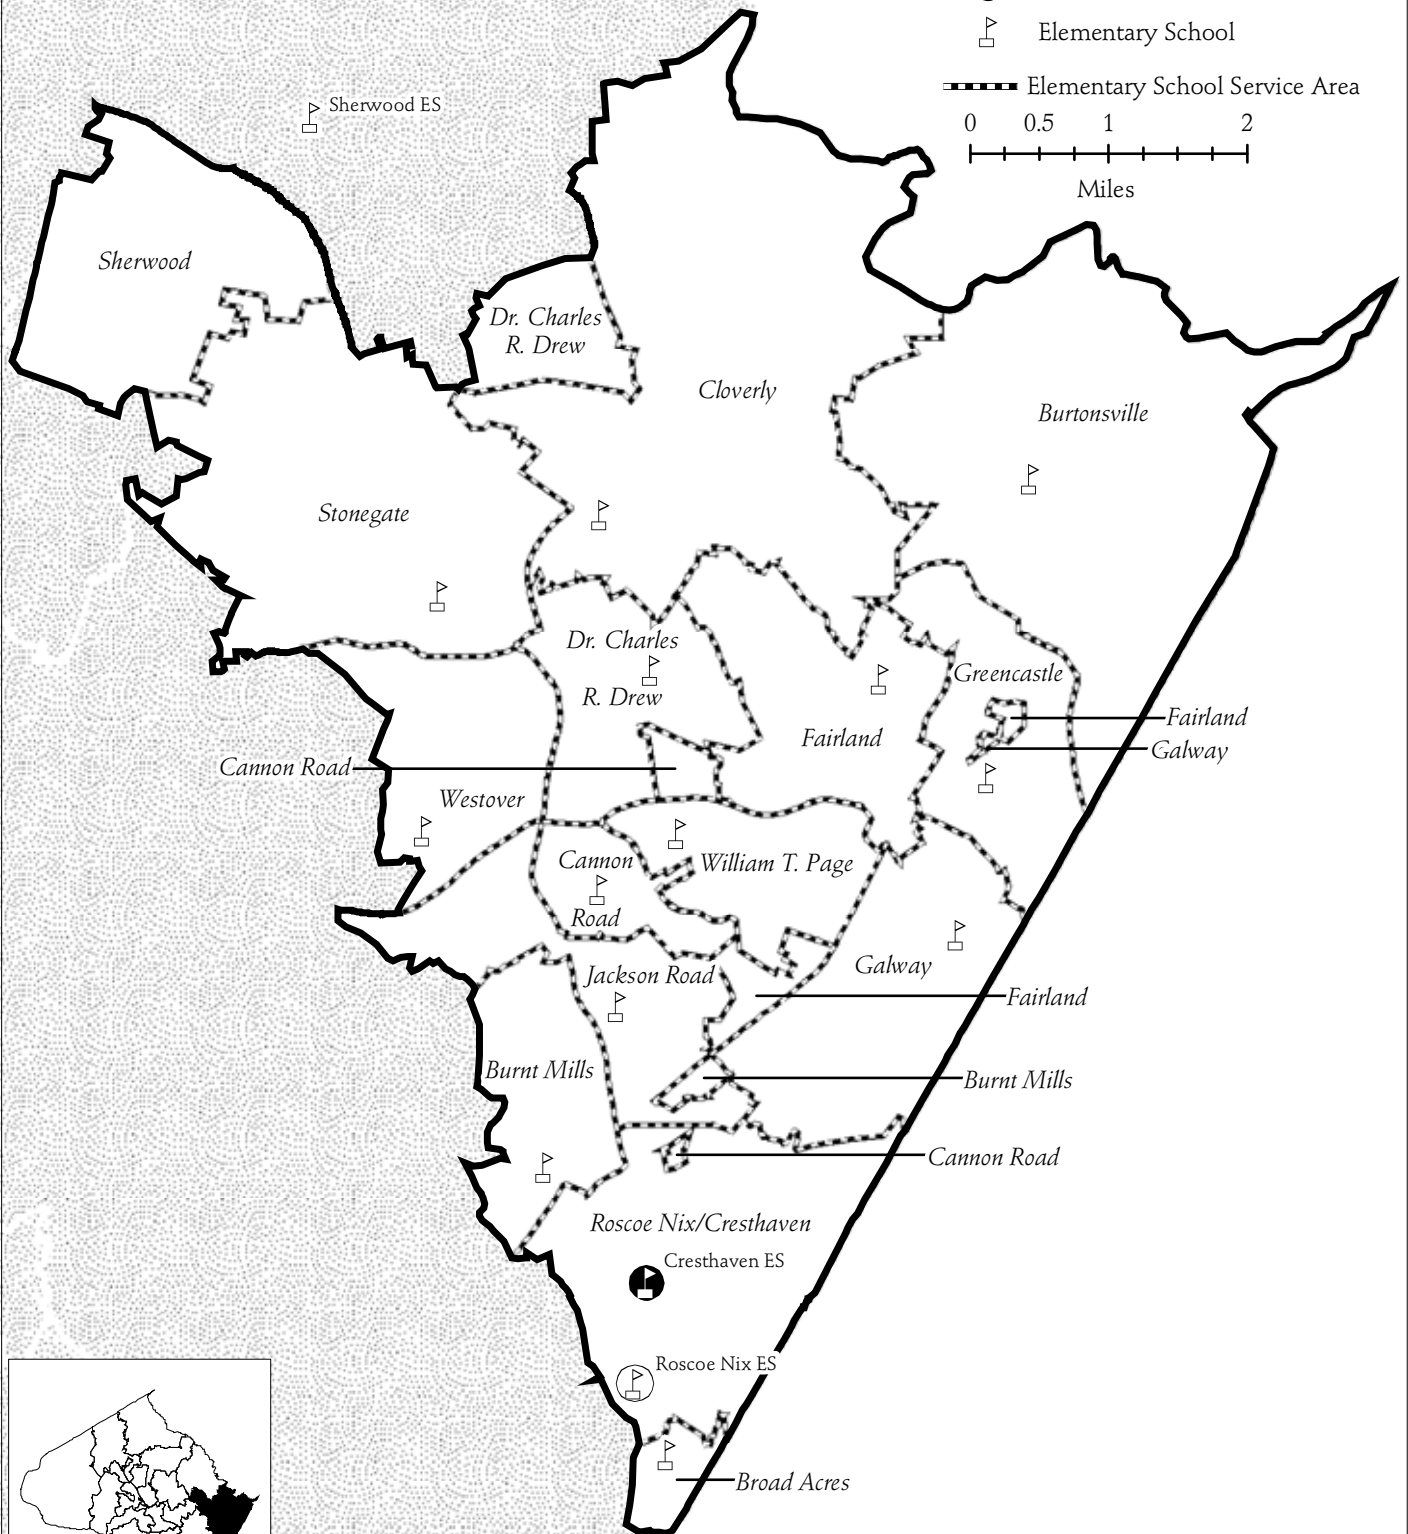 Elementary School
Sherwood ES
Elementary School Service Area
0 0.5 1 2
Miles
Sherwood
Dr. Charles
R. Drew
Cloverly
Burtonsville
Stonegate
Dr. Charles
R. Drew
Greencastle
Fairland
Fairland
Galway
Cannon Road
Westover
Cannon
Road
William T. Page
Galway
Jackson Road
Fairland
Burnt Mills
Burnt Mills
Cannon Road
Roscoe Nix/Cresthaven
Cresthaven ES
Roscoe Nix ES
Broad Acres